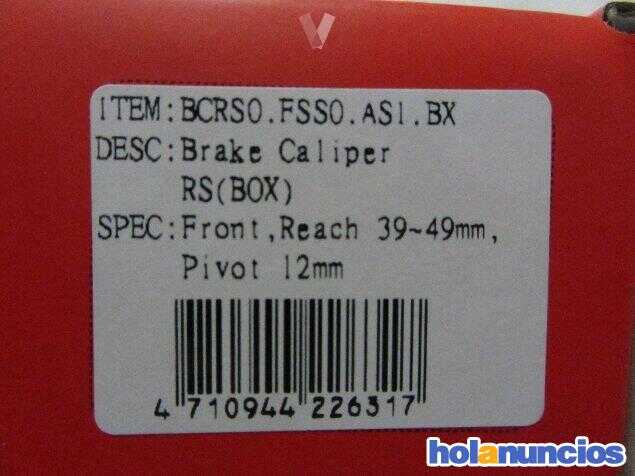 ITEM:BCRS0.FSS0.AS1.BX
DESC:Brake Caliper
RS(BOX)
SPEC:Front,Reach 39~49mm,
Pivot 12mm
4 710944 226317
holanuncios